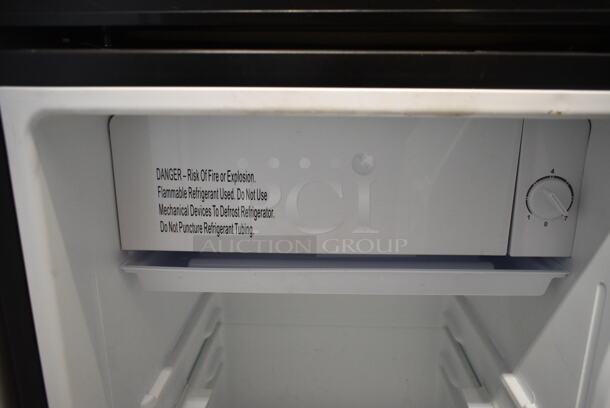 DANGER – Risk Of Fire or Explosion.
Flammable Refrigerant Used. Do Not Use
Mechanical Devices To Defrost Refrigerator.
Do Not Puncture Refrigerant Tubing.
PCI
AUCTION GROUP
4
1 0 7